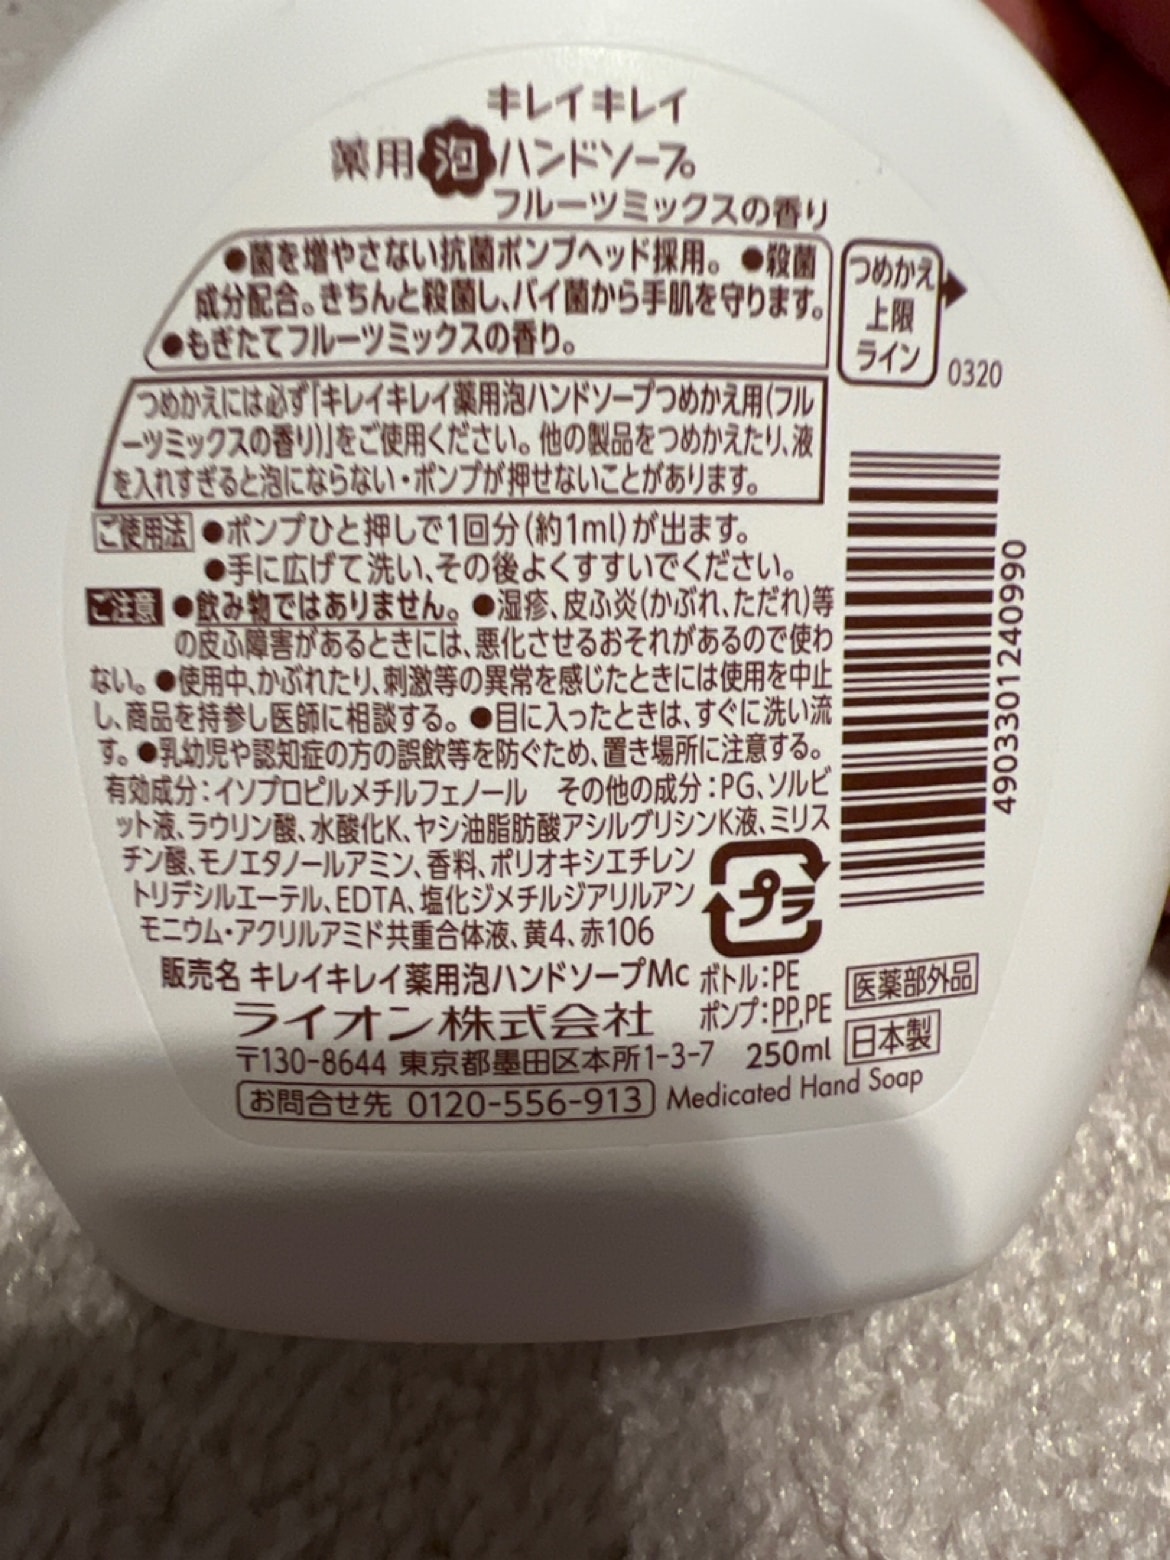 キレイキレイ
薬用泡ハンドソープ
フルーツミックスの香り
●菌を増やさない抗菌ポンプヘッド採用。 ●殺菌
成分配合。きちんと殺菌し、バイ菌から手肌を守ります。
●もぎたてフルーツミックスの香り。
つめかえ
上限
ライン
0320
つめかえには必ず「キレイキレイ薬用泡ハンドソープつめかえ用(フル
ーツミックスの香り)」をご使用ください。他の製品をつめかえたり、液
を入れすぎると泡にならない・ポンプが押せないことがあります。
ご使用法 ●ポンプひと押しで1回分(約1ml)が出ます。
●手に広げて洗い、その後よくすすいでください。
ご注意 ●飲み物ではありません。 ●湿疹、皮ふ炎(かぶれ、ただれ)等
の皮ふ障害があるときには、悪化させるおそれがあるので使わ
ない。●使用中、かぶれたり、刺激等の異常を感じたときには使用を中止
し、商品を持参し医師に相談する。●目に入ったときは、すぐに洗い流
す。●乳幼児や認知症の方の誤飲等を防ぐため、置き場所に注意する。
有効成分:イソプロピルメチルフェノール その他の成分:PG、ソルビ
ット液、ラウリン酸、水酸化K、ヤシ油脂肪酸アシルグリシンK液、ミリス
チン酸、モノエタノールアミン、香料、ポリオキシエチレン
トリデシルエーテル、EDTA、塩化ジメチルジアリルアン
モニウム・アクリルアミド共重合体液、黄4、赤106
4903301240990
プラ
販売名 キレイキレイ薬用泡ハンドソープMc
ボトル:PE
ポンプ:PP,PE
医薬部外品
ライオン株式会社
〒130-8644 東京都墨田区本所1-3-7
250ml
日本製
お問合せ先 0120-556-913
Medicated Hand Soap